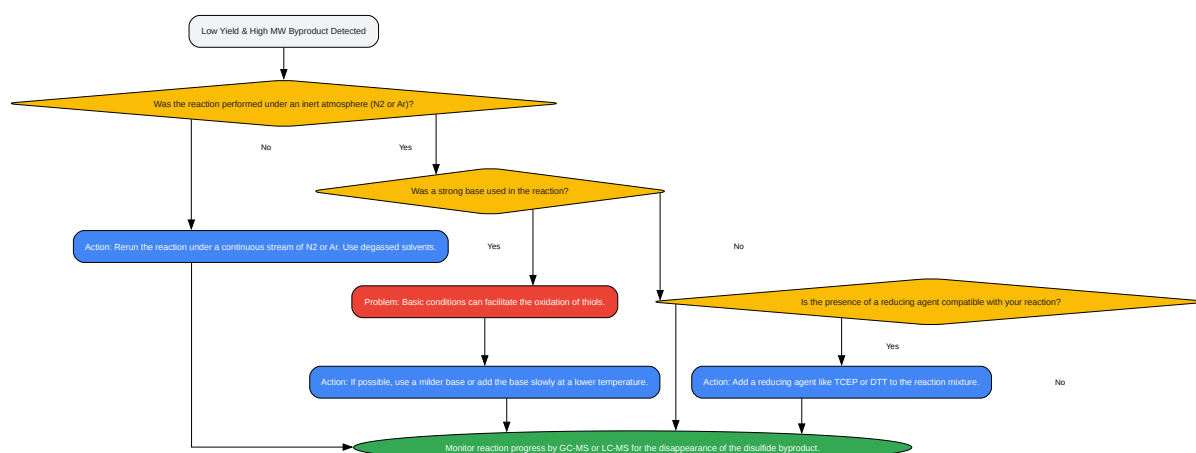 Low Yield & High MW Byproduct Detected
Was the reaction performed under an inert atmosphere (N2 or Ar)?
No
Yes
Was a strong base used in the reaction?
Action: Rerun the reaction under a continuous stream of N2 or Ar. Use degassed solvents.
Yes
No
Problem: Basic conditions can facilitate the oxidation of thiols.
Is the presence of a reducing agent compatible with your reaction?
Yes
Action: If possible, use a milder base or add the base slowly at a lower temperature.
Action: Add a reducing agent like TCEP or DTT to the reaction mixture.
No
Monitor reaction progress by GC-MS or LC-MS for the disappearance of the disulfide byproduct.